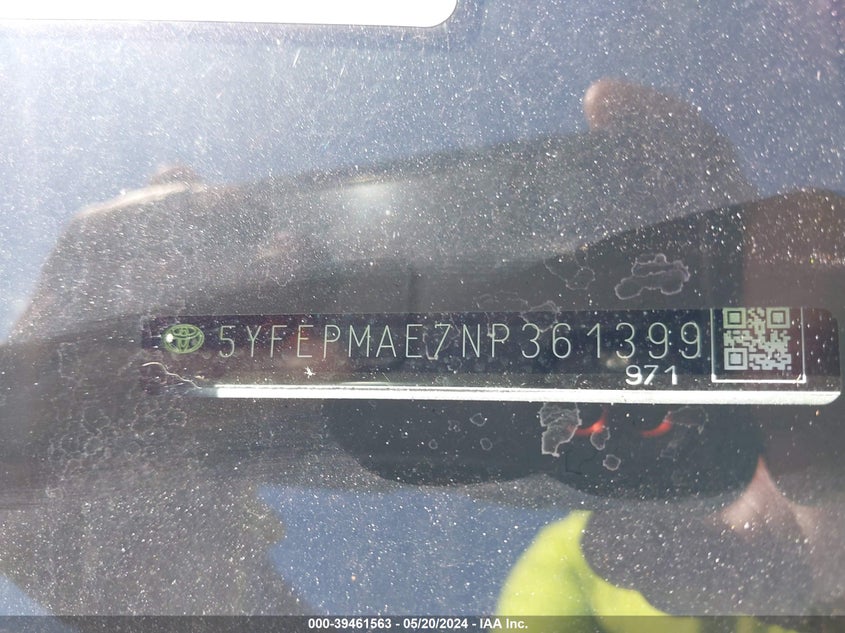 5YFEPMAE7NP361399
971
000-39461563 — 05/20/2024 — IAA Inc.